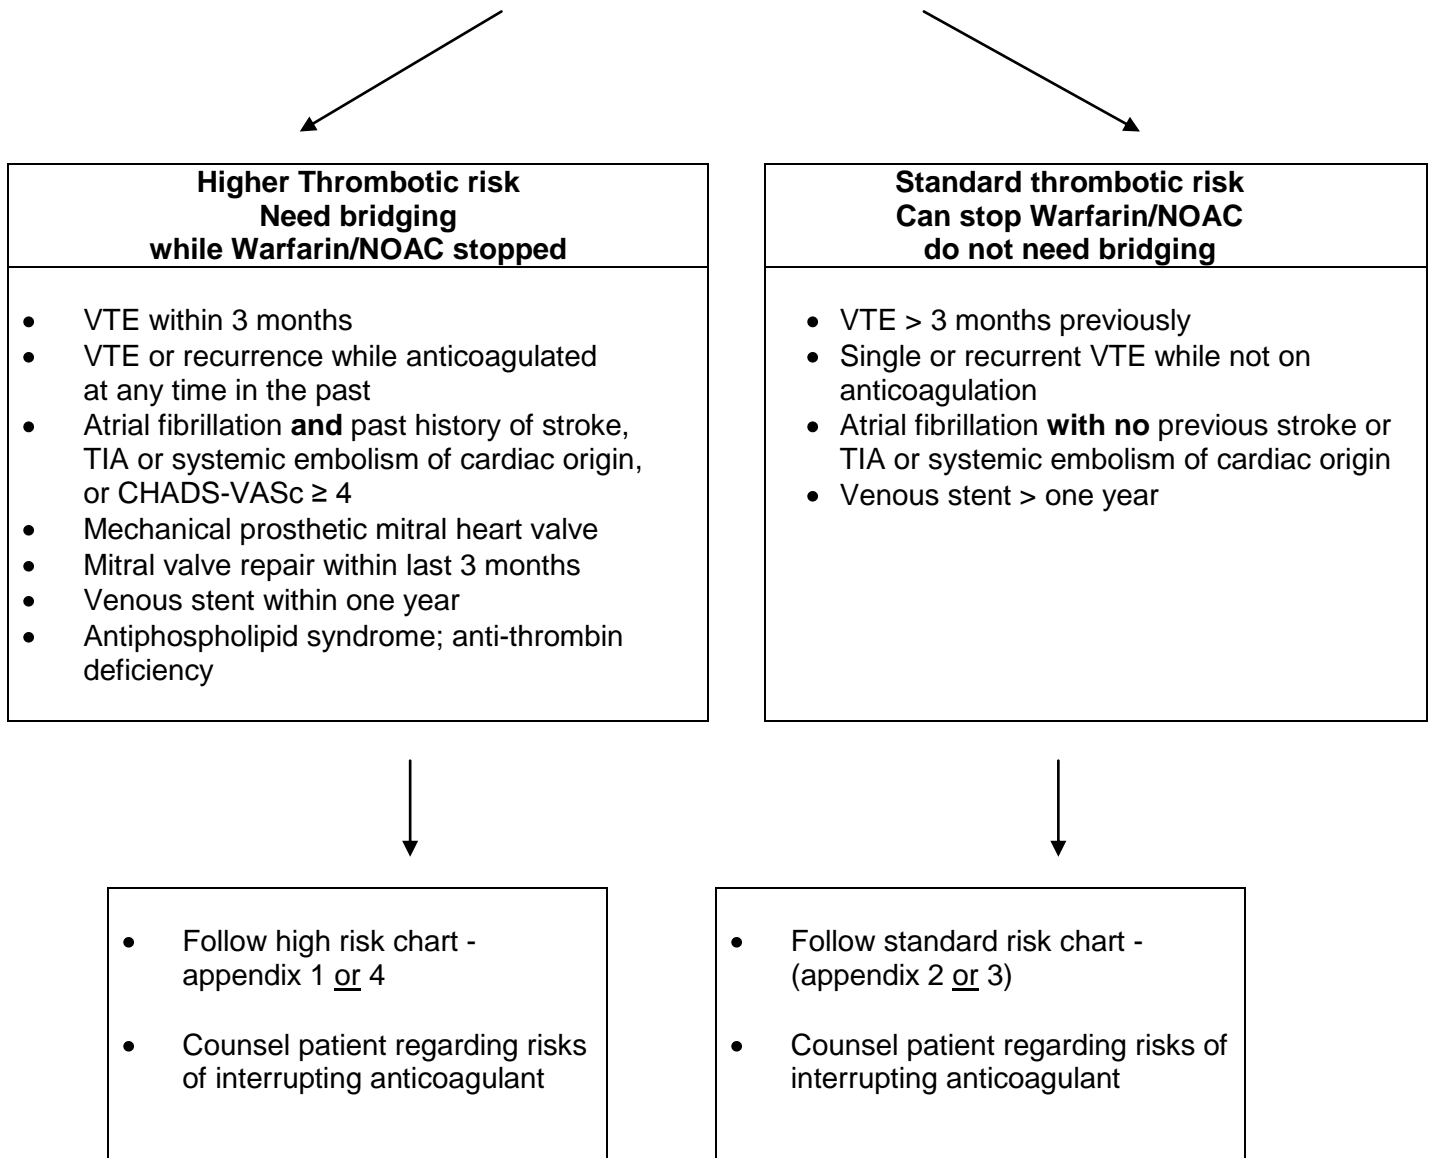 Higher Thrombotic risk
Need bridging
while Warfarin/NOAC stopped
• VTE within 3 months
• VTE or recurrence while anticoagulated
at any time in the past
• Atrial fibrillation and past history of stroke,
TIA or systemic embolism of cardiac origin,
or CHADS-VASc ≥ 4
• Mechanical prosthetic mitral heart valve
• Mitral valve repair within last 3 months
• Venous stent within one year
• Antiphospholipid syndrome; anti-thrombin
deficiency
Standard thrombotic risk
Can stop Warfarin/NOAC
do not need bridging
• VTE > 3 months previously
• Single or recurrent VTE while not on
anticoagulation
• Atrial fibrillation with no previous stroke or
TIA or systemic embolism of cardiac origin
• Venous stent > one year
• Follow high risk chart -
appendix 1 or 4
• Counsel patient regarding risks
of interrupting anticoagulant
• Follow standard risk chart -
(appendix 2 or 3)
• Counsel patient regarding risks of
interrupting anticoagulant